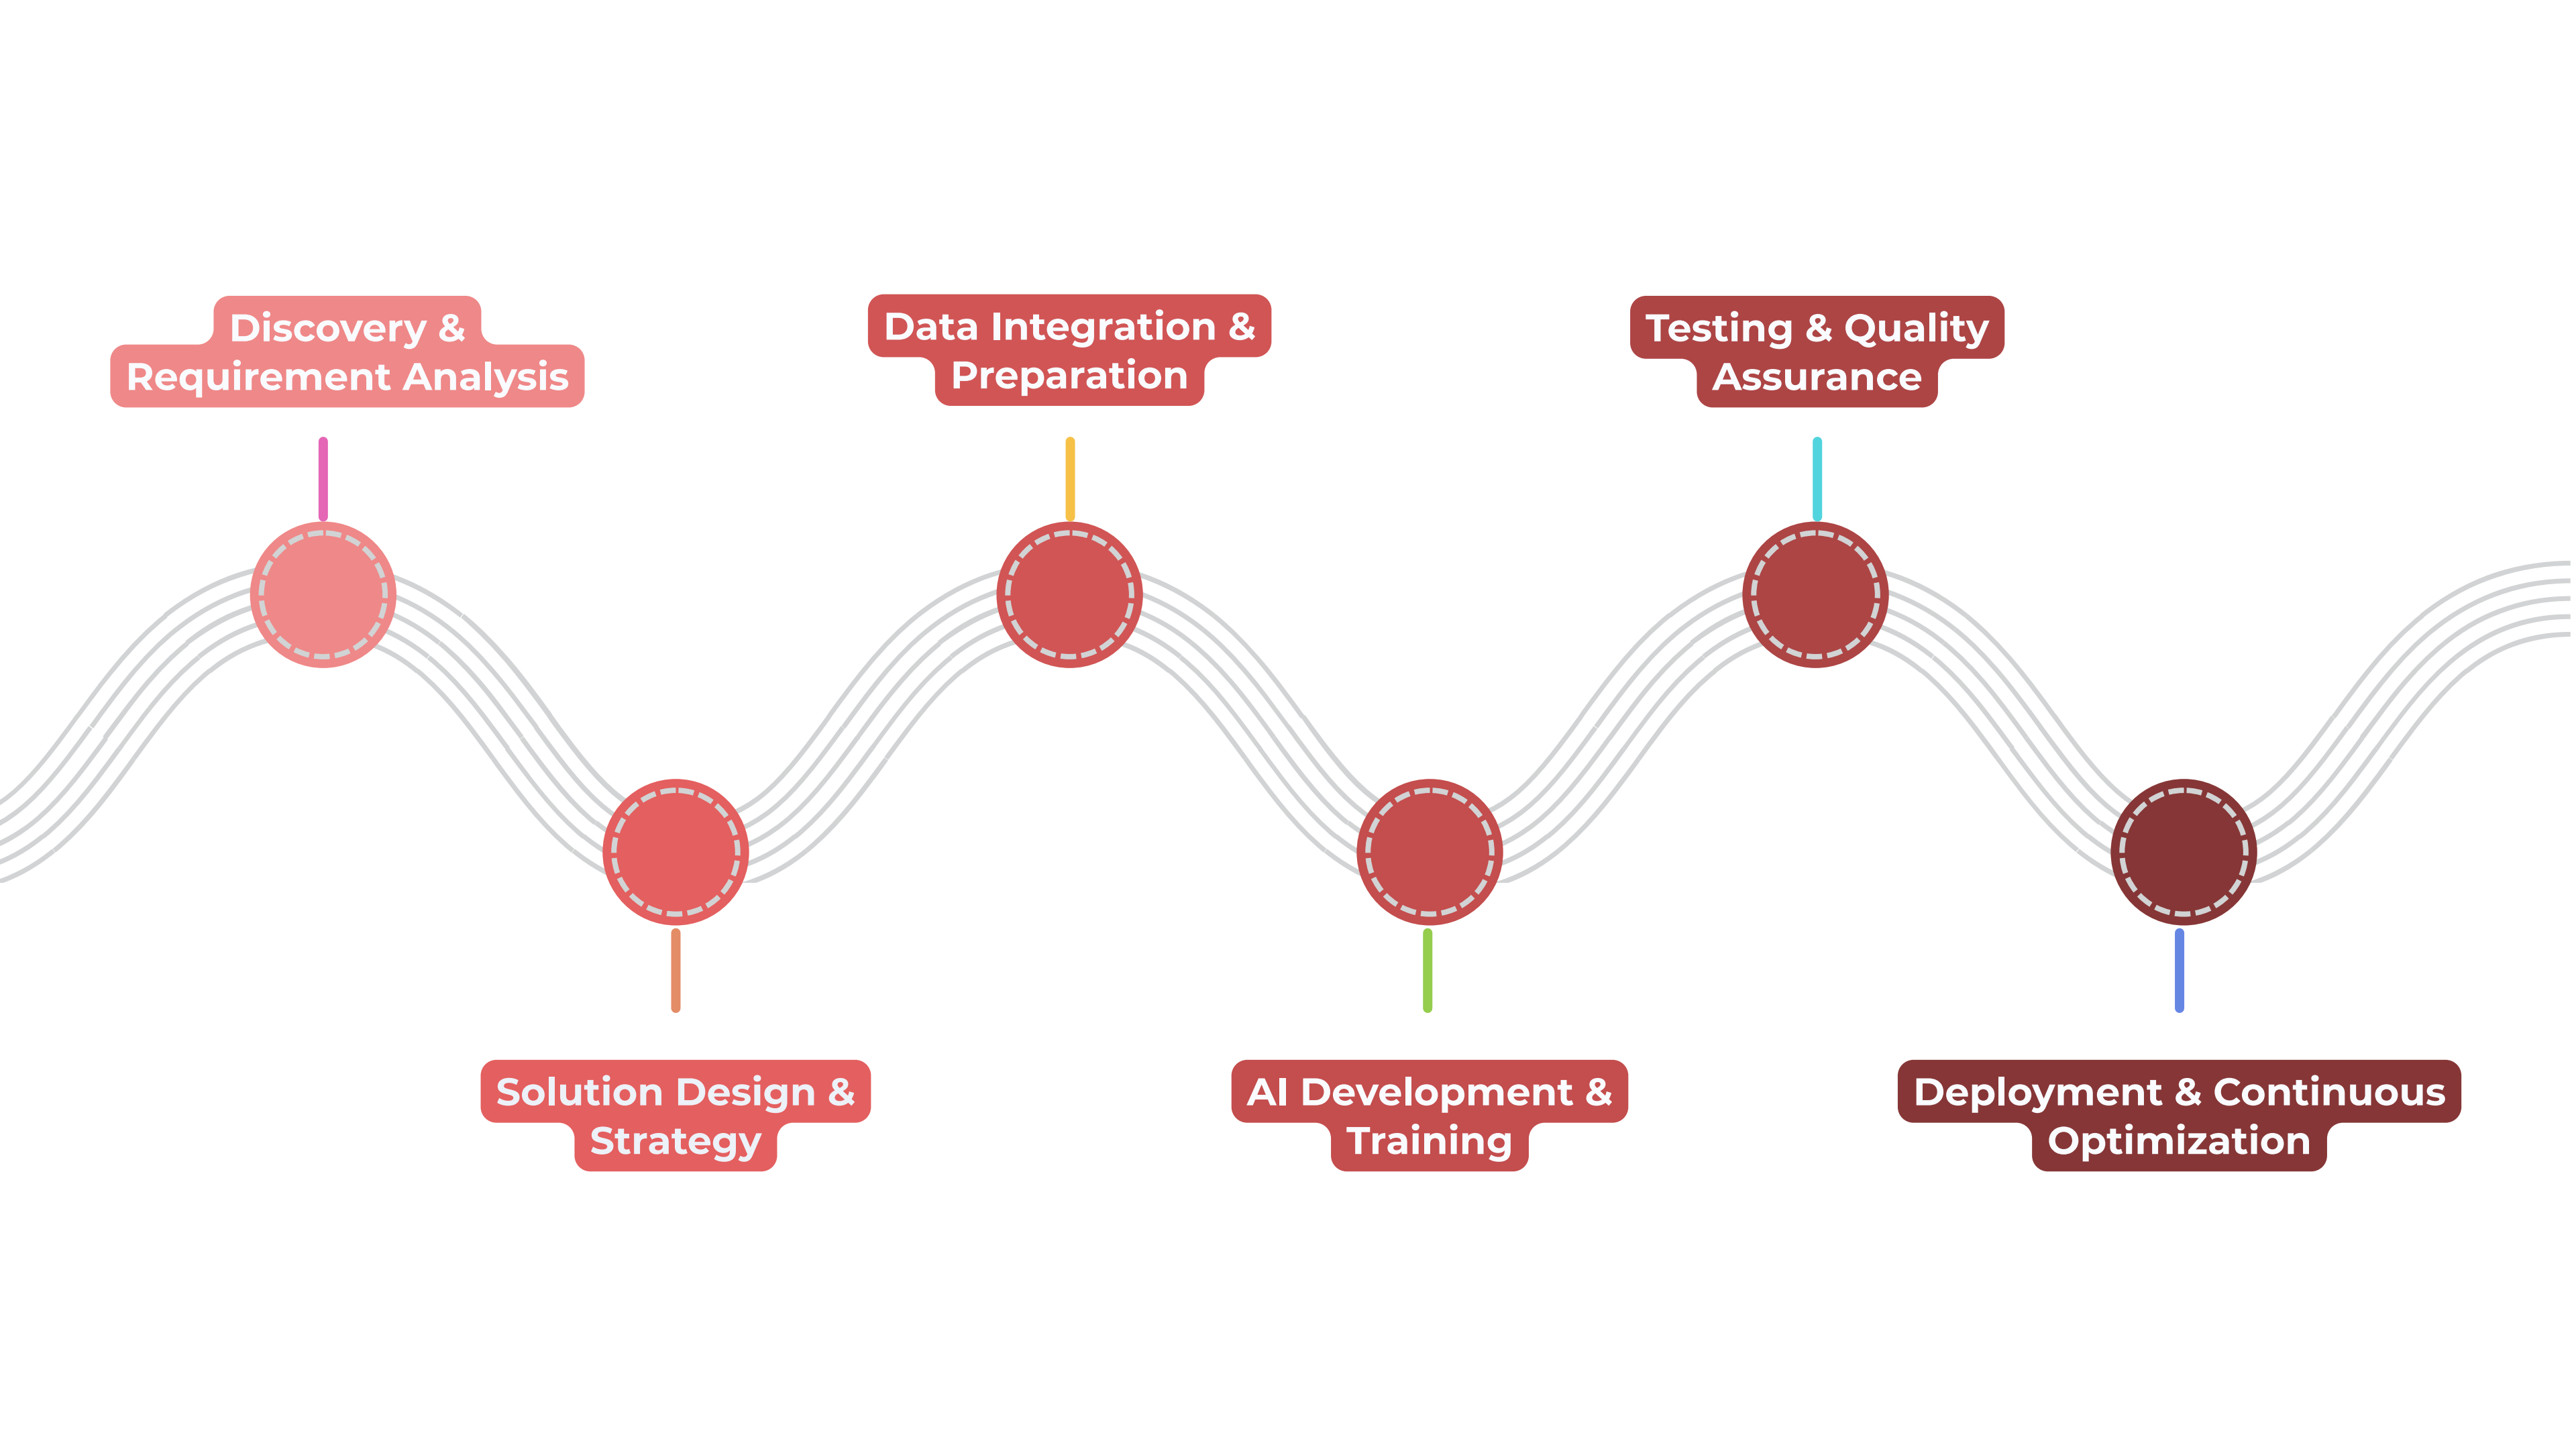 Discovery &
Requirement Analysis
Solution Design &
Strategy
Data Integration &
Preparation
AI Development &
Training
Testing & Quality
Assurance
Deployment & Continuous
Optimization